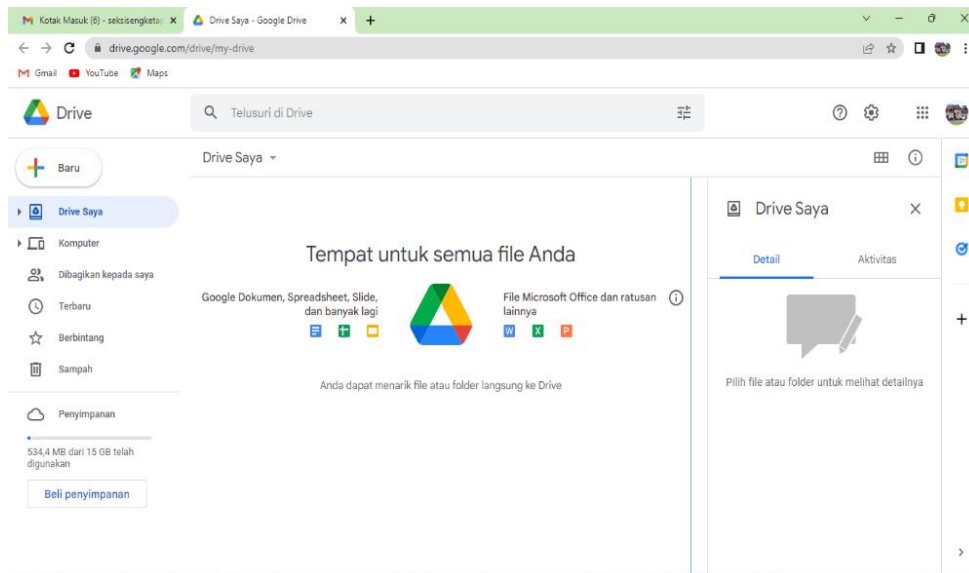 Kotak Masuk (6) - seksisengketap
Drive Saya - Google Drive
drive.google.com/drive/my-drive
Gmail YouTube Maps
Drive
Telusuri di Drive
Baru
Drive Saya
Drive Saya
Komputer
Dibagikan kepada saya
Terbaru
Berbintang
Sampah
Penyimpanan
534,4 MB dari 15 GB telah
digunakan
Beli penyimpanan
Tempat untuk semua file Anda
Google Dokumen, Spreadsheet, Slide,
dan banyak lagi
File Microsoft Office dan ratusan
lainnya
W X P
Anda dapat menarik file atau folder langsung ke Drive
Drive Saya
Detail Aktivitas
Pilih file atau folder untuk melihat detailnya